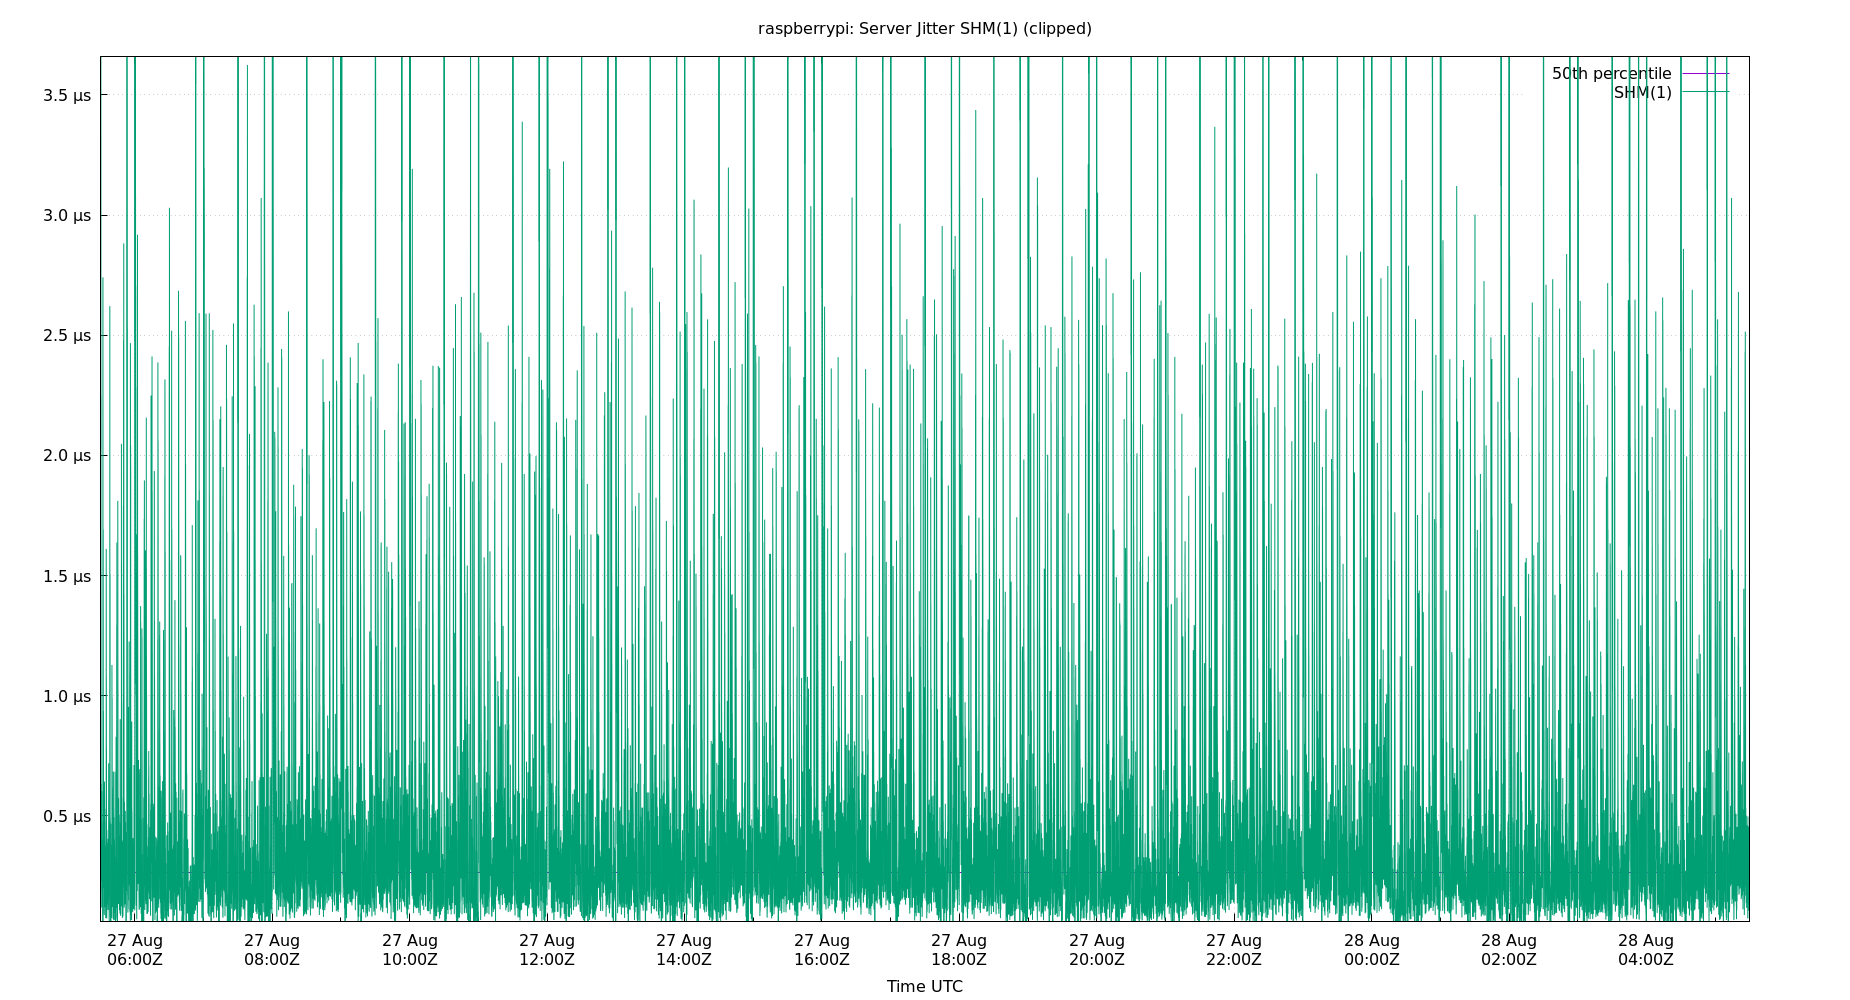 raspberrypi: Server Jitter SHM(1) (clipped)
50th percentile
SHM(1)
3.5 µs
3.0 µs
2.5 µs
2.0 µs
1.5 µs
1.0 µs
0.5 µs
27 Aug 27 Aug 27 Aug 27 Aug 27 Aug 27 Aug 27 Aug 27 Aug 27 Aug 28 Aug 28 Aug 28 Aug
06:00Z 08:00Z 10:00Z 12:00Z 14:00Z 16:00Z 18:00Z 20:00Z 22:00Z 00:00Z 02:00Z 04:00Z
Time UTC